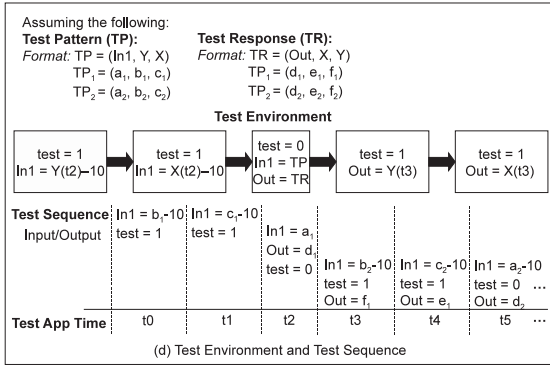 Assuming the following:
Test Pattern (TP): Test Response (TR):
Format: TP = (In1, Y, X) Format: TR = (Out, X, Y)
TP₁ = (a₁, b₁, c₁) TP₁ = (d₁, e₁, f₁)
TP₂ = (a₂, b₂, c₂) TP₂ = (d₂, e₂, f₂)
Test Environment
test = 1
In1 = Y(t2)–10
test = 1
In1 = X(t2)–10
test = 0
In1 = TP
Out = TR
test = 1
Out = Y(t3)
test = 1
Out = X(t3)
Test Sequence
Input/Output
In1 = b₁-10
test = 1
In1 = c₁-10
test = 1
In1 = a₁
Out = d₁
test = 0
In1 = b₂-10
test = 1
Out = f₁
In1 = c₂-10
test = 1
Out = e₁
In1 = a₂-10
test = 0 ...
Out = d₂
Test App Time t0 t1 t2 t3 t4 t5 ...
(d) Test Environment and Test Sequence